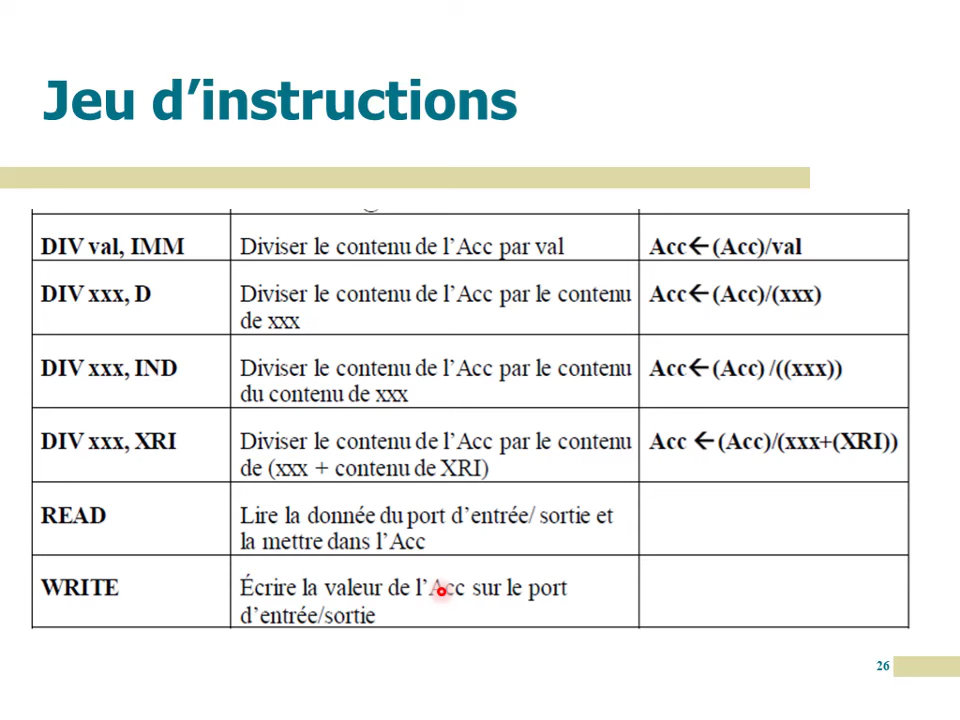 Jeu d’instructions
DIV val, IMM
Diviser le contenu de l’Acc par val
Acc←(Acc)/val
DIV xxx, D
Diviser le contenu de l’Acc par le contenu
de xxx
Acc←(Acc)/(xxx)
DIV xxx, IND
Diviser le contenu de l’Acc par le contenu
du contenu de xxx
Acc←(Acc) /((xxx))
DIV xxx, XRI
Diviser le contenu de l’Acc par le contenu
de (xxx + contenu de XRI)
Acc ←(Acc)/(xxx+(XRI))
READ
Lire la donnée du port d’entrée/ sortie et
la mettre dans l’Acc
WRITE
Écrire la valeur de l’Acc sur le port
d’entrée/sortie
26